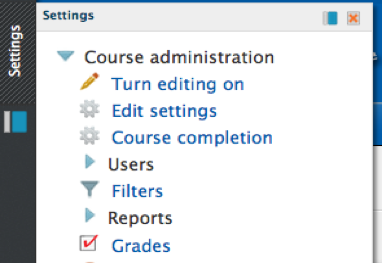 Settings
Settings
Course administration
Turn editing on
Edit settings
Course completion
Users
Filters
Reports
Grades